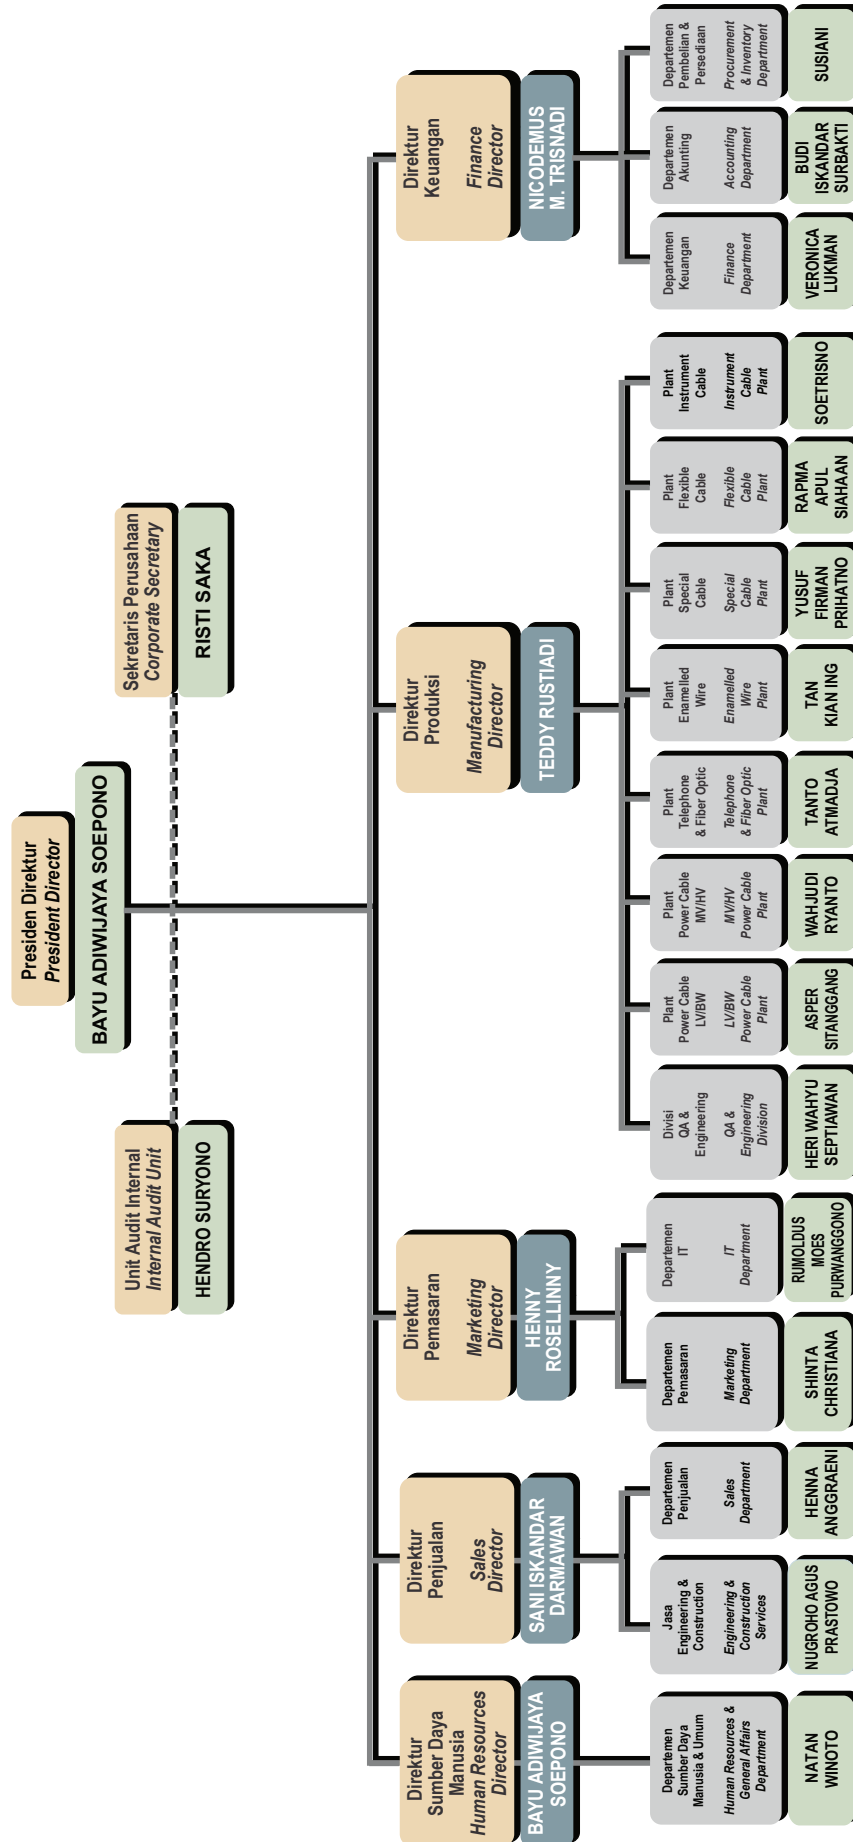 Presiden Direktur
President Director
BAYU ADIWIJAYA SOEPONO
Unit Audit Internal
Internal Audit Unit
HENDRO SURYONO
Sekretaris Perusahaan
Corporate Secretary
RISTI SAKA
Direktur
Sumber Daya
Manusia
Human Resources
Director
BAYU ADIWIJAYA
SOEPONO
Direktur
Penjualan
Sales
Director
SANI ISKANDAR
DARMAWAN
Direktur
Pemasaran
Marketing
Director
HENNY
ROSELLINNY
Direktur
Produksi
Manufacturing
Director
TEDDY RUSTIADI
Direktur
Keuangan
Finance
Director
NICODEMUS
M. TRISNADI
Departemen
Sumber Daya
Manusia & Umum
Human Resources &
General Affairs
Department
NATAN
WINOTO
Jasa
Engineering &
Construction
Engineering &
Construction
Services
NUGROHO AGUS
PRASTOWO
Departemen
Penjualan
Sales
Department
HENNA
ANGGRAENI
Departemen
Pemasaran
Marketing
Department
SHINTA
CHRISTIANA
Departemen
IT
IT
Department
RUMOLDUS
MOES
PURWANGGONO
Divisi
QA &
Engineering
QA &
Engineering
Division
HERI WAHYU
SEPTIAWAN
Plant
Power Cable
LV/BW
LV/BW
Power Cable
Plant
ASPER
SITANGGANG
Plant
Power Cable
MV/HV
MV/HV
Power Cable
Plant
WAHJUDI
RYANTO
Plant
Telephone
& Fiber Optic
Telephone
& Fiber Optic
Plant
TANTO
ATMADJA
Plant
Enamelled
Wire
Enamelled
Wire
Plant
TAN
KIAN ING
Plant
Special
Cable
Special
Cable
Plant
YUSUF
FIRMAN
PRIHATNO
Plant
Flexible
Cable
Flexible
Cable
Plant
RAPMA
APUL
SIAHAAN
Plant
Instrument
Cable
Instrument
Cable
Plant
SOETRISNO
Departemen
Keuangan
Finance
Department
VERONICA
LUKMAN
Departemen
Akunting
Accounting
Department
BUDI
ISKANDAR
SURBAKTI
Departemen
Pembelian &
Persediaan
Procurement
& Inventory
Department
SUSIANI